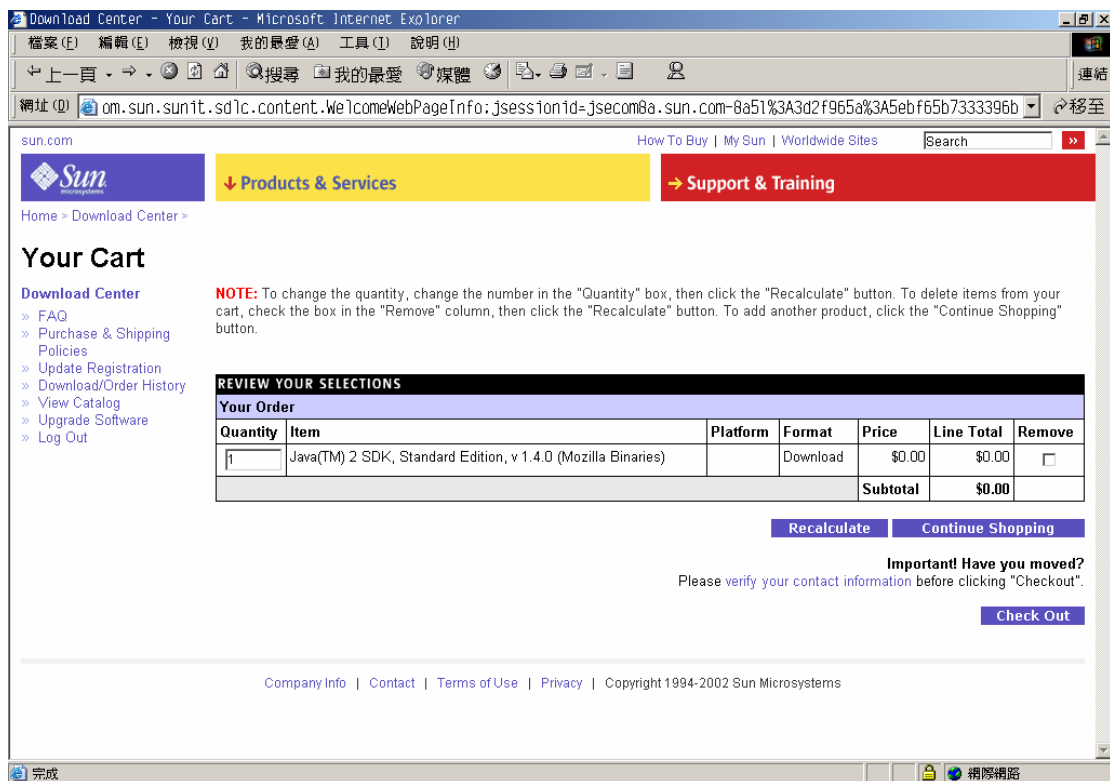 Download Center - Your Cart - Microsoft Internet Explorer
檔案(F) 編輯(E) 檢視(V) 我的最愛(A) 工具(T) 說明(H)
上一頁 搜尋 我的最愛 媒體 連結
網址(D) om.sun.sunit.sdlc.content.WelcomeWebPageInfo;jsessionid=jsecom8a.sun.com-8a51%3A3d2f965a%3A5ebf65b7333396b 移至
sun.com How To Buy | My Sun | Worldwide Sites Search »
Sun microsystems Products & Services Support & Training
Home > Download Center >
Your Cart
Download Center
» FAQ
» Purchase & Shipping
Policies
» Update Registration
» Download/Order History
» View Catalog
» Upgrade Software
» Log Out
NOTE: To change the quantity, change the number in the "Quantity" box, then click the "Recalculate" button. To delete items from your
cart, check the box in the "Remove" column, then click the "Recalculate" button. To add another product, click the "Continue Shopping"
button.
REVIEW YOUR SELECTIONS
Your Order
Quantity Item Platform Format Price Line Total Remove
1 Java(TM) 2 SDK, Standard Edition, v 1.4.0 (Mozilla Binaries) Download $0.00 $0.00
Subtotal $0.00
Recalculate Continue Shopping
Important! Have you moved?
Please verify your contact information before clicking "Checkout".
Check Out
Company Info | Contact | Terms of Use | Privacy | Copyright 1994-2002 Sun Microsystems
完成 網際網路